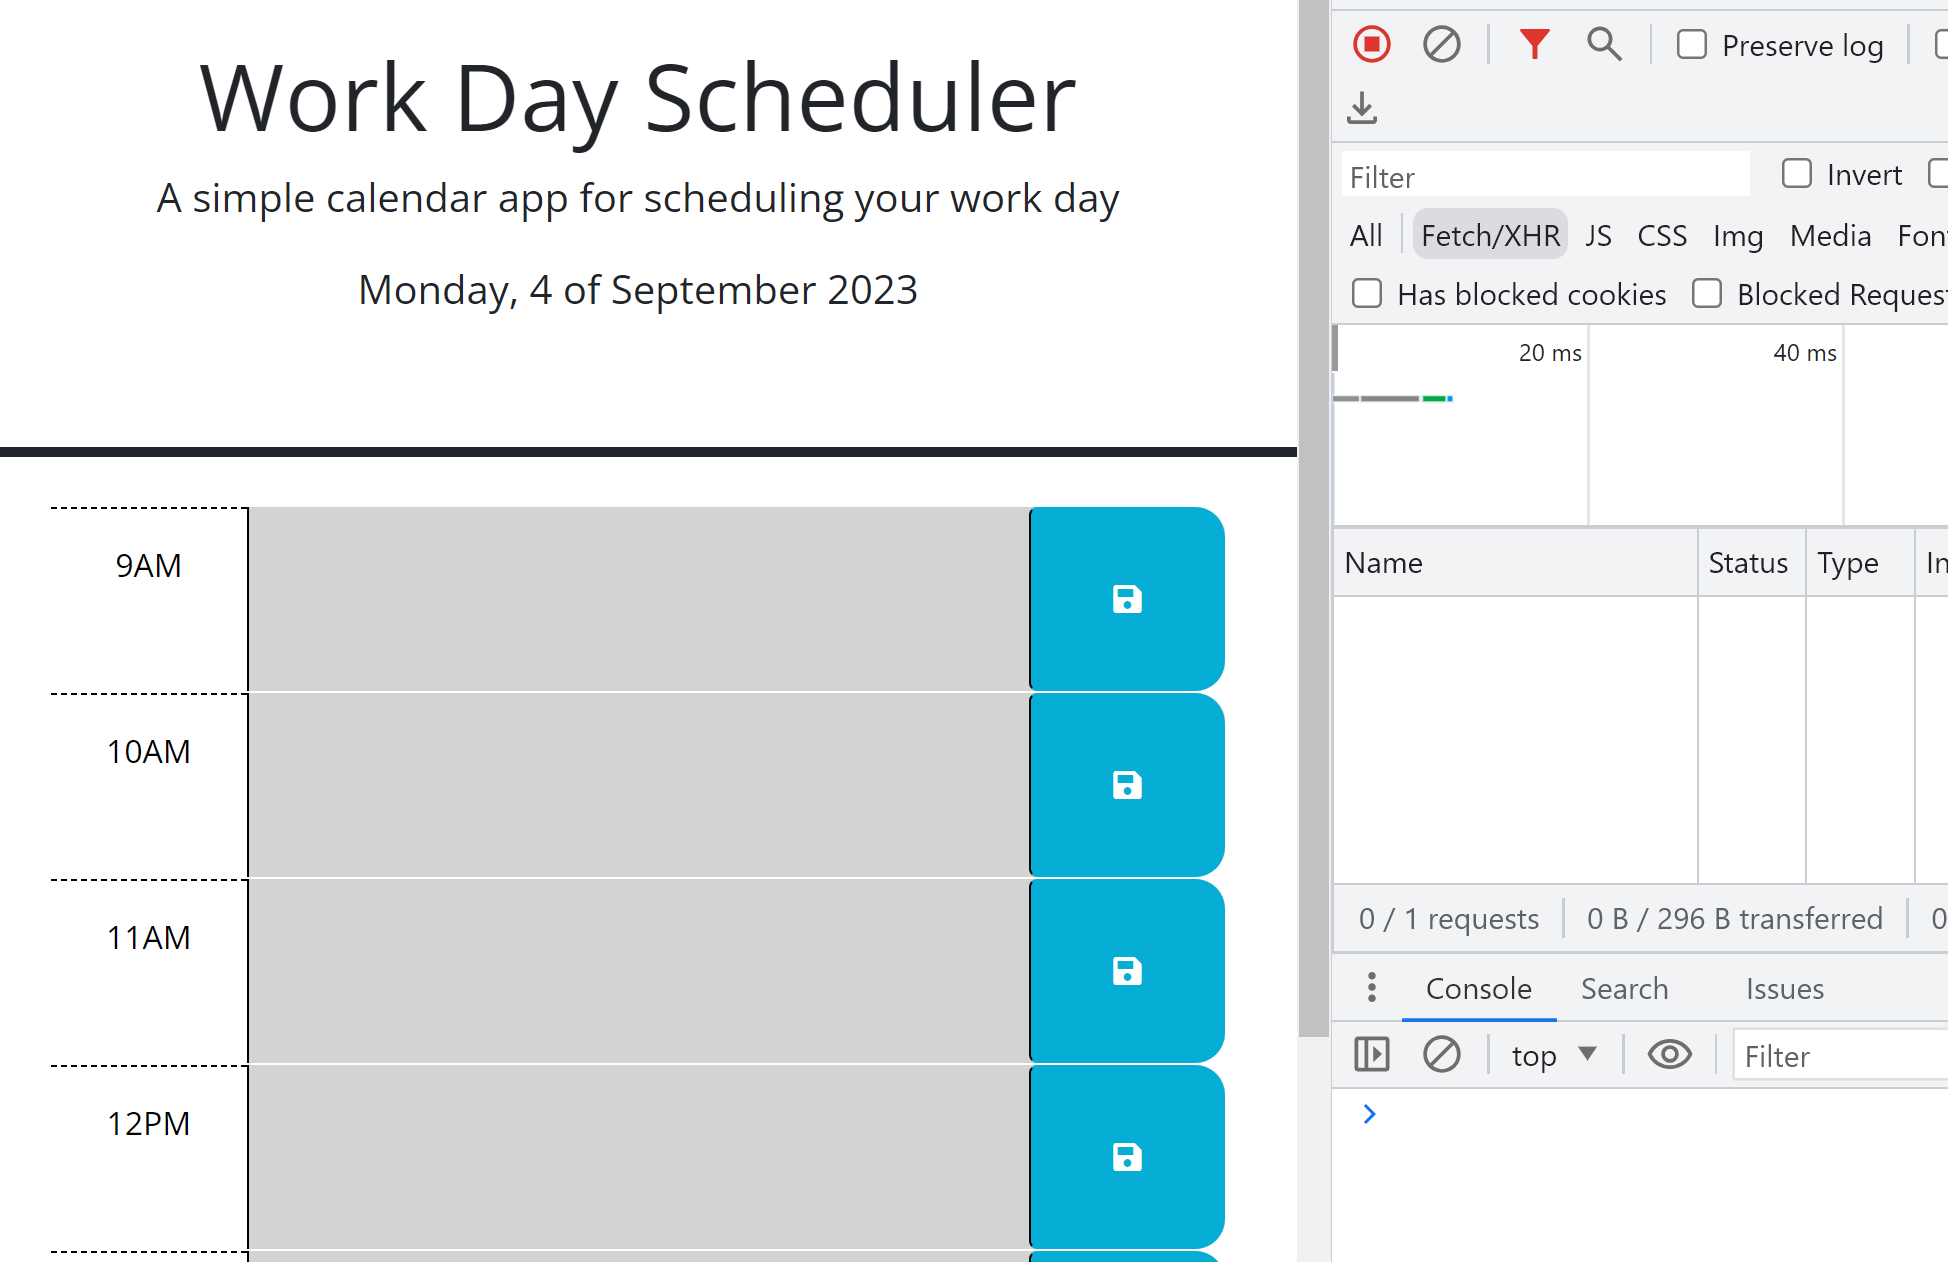 Work Day Scheduler
A simple calendar app for scheduling your work day
Monday, 4 of September 2023
9AM
10AM
11AM
12PM
Preserve log
Filter
Invert
All Fetch/XHR JS CSS Img Media Fon
Has blocked cookies Blocked Reques
20 ms 40 ms
Name Status Type In
0 / 1 requests 0 B / 296 B transferred 0
Console Search Issues
top Filter